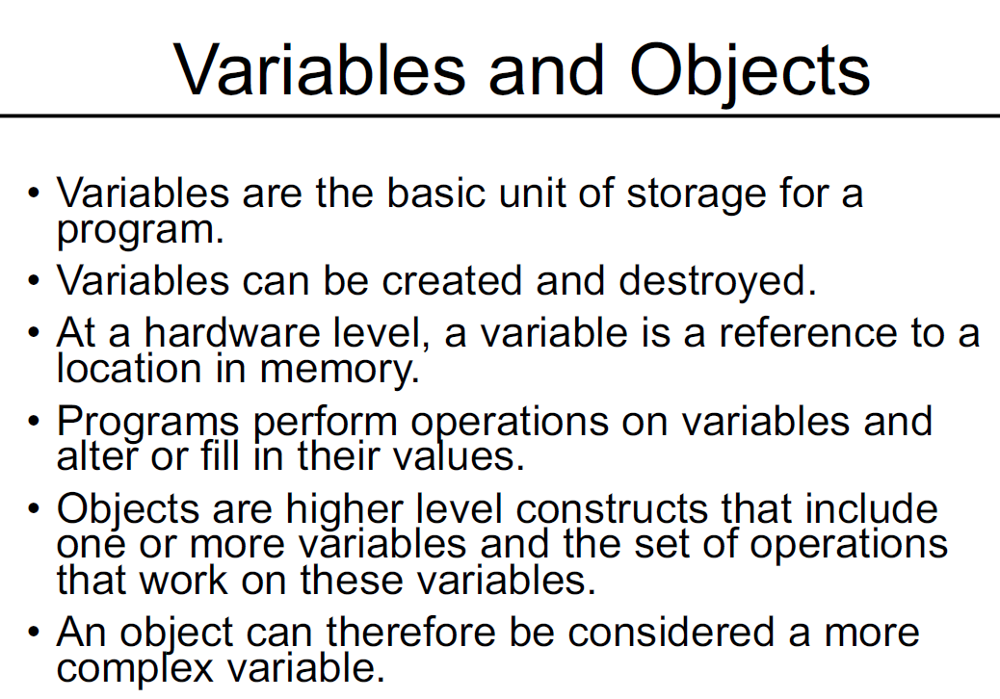 Variables and Objects
• Variables are the basic unit of storage for a
program.
• Variables can be created and destroyed.
• At a hardware level, a variable is a reference to a
location in memory.
• Programs perform operations on variables and
alter or fill in their values.
• Objects are higher level constructs that include
one or more variables and the set of operations
that work on these variables.
• An object can therefore be considered a more
complex variable.